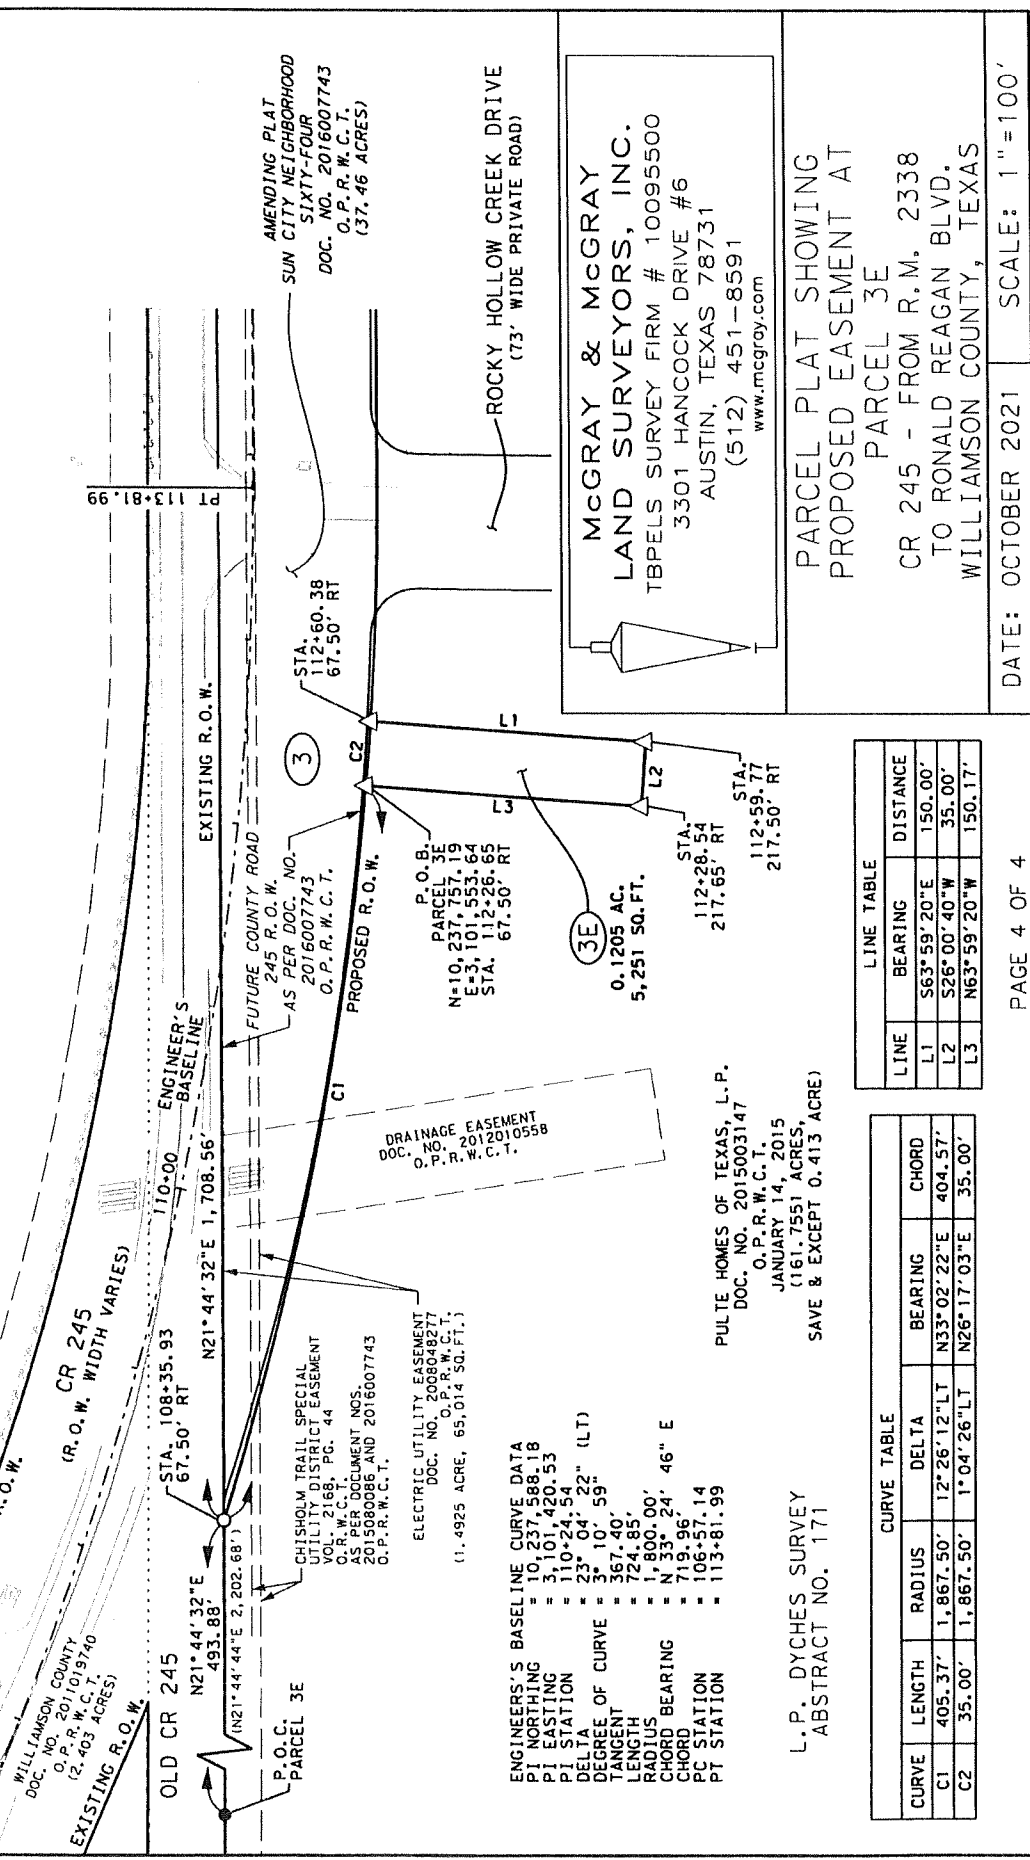 WILLIAMSON COUNTY
DOC. NO. 2011019740
O.P.R.W.C.T.
(2.403 ACRES)
EXISTING R.O.W.
OLD CR 245
CR 245
(R.O.W. WIDTH VARIES)
STA. 108+35.93
67.50' RT
N21°44'32"E
493.88'
(N21°44'44"E 2,202.68')
P.O.C.
PARCEL 3E
N21°44'32"E 1,708.56'
110+00
ENGINEER'S
BASELINE
EXISTING R.O.W.
PT 113+81.99
AMENDING PLAT
SUN CITY NEIGHBORHOOD
SIXTY-FOUR
DOC. NO. 2016007743
O.P.R.W.C.T.
(37.46 ACRES)
FUTURE COUNTY ROAD
245 R.O.W.
AS PER DOC. NO.
2016007743
O.P.R.W.C.T.
3
STA.
112+60.38
67.50' RT
ROCKY HOLLOW CREEK DRIVE
(73' WIDE PRIVATE ROAD)
CHISHOLM TRAIL SPECIAL
UTILITY DISTRICT EASEMENT
VOL. 2168, PG. 44
O.R.W.C.T.
AS PER DOCUMENT NOS.
2015080086 AND 2016007743
O.P.R.W.C.T.
ELECTRIC UTILITY EASEMENT
DOC. NO. 2008048277
O.P.R.W.C.T.
(1.4925 ACRE, 65,014 SQ.FT.)
C1
PROPOSED R.O.W.
C2
DRAINAGE EASEMENT
DOC. NO. 2012010558
O.P.R.W.C.T.
P.O.B.
PARCEL 3E
N=10,237,757.19
E=3,101,553.64
STA. 112+26.65
67.50' RT
L1
L3
L2
3E
0.1205 AC.
5,251 SQ.FT.
STA.
112+28.54
217.65' RT
STA.
112+59.77
217.50' RT
ENGINEERS'S BASELINE CURVE DATA
PI NORTHING = 10,237,588.18
PI EASTING = 3,101,420.53
PI STATION = 110+24.54
DELTA = 23° 04' 22" (LT)
DEGREE OF CURVE = 3° 10' 59"
TANGENT = 367.40'
LENGTH = 724.85'
RADIUS = 1,800.00'
CHORD BEARING = N 33° 24' 46" E
CHORD = 719.96'
PC STATION = 106+57.14
PT STATION = 113+81.99
PULTE HOMES OF TEXAS, L.P.
DOC. NO. 2015003147
O.P.R.W.C.T.
JANUARY 14, 2015
(161.7551 ACRES,
SAVE & EXCEPT 0.413 ACRE)
L.P. DYCHES SURVEY
ABSTRACT NO. 171
CURVE TABLE
CURVE LENGTH RADIUS DELTA BEARING CHORD
C1 405.37' 1,867.50' 12°26'12"LT N33°02'22"E 404.57'
C2 35.00' 1,867.50' 1°04'26"LT N26°17'03"E 35.00'
LINE TABLE
LINE BEARING DISTANCE
L1 S63°59'20"E 150.00'
L2 S26°00'40"W 35.00'
L3 N63°59'20"W 150.17'
PAGE 4 OF 4
McGRAY & McGRAY
LAND SURVEYORS, INC.
TBPELS SURVEY FIRM # 10095500
3301 HANCOCK DRIVE #6
AUSTIN, TEXAS 78731
(512) 451-8591
www.mcgray.com
PARCEL PLAT SHOWING
PROPOSED EASEMENT AT
PARCEL 3E
CR 245 - FROM R.M. 2338
TO RONALD REAGAN BLVD.
WILLIAMSON COUNTY, TEXAS
DATE: OCTOBER 2021
SCALE: 1"=100'